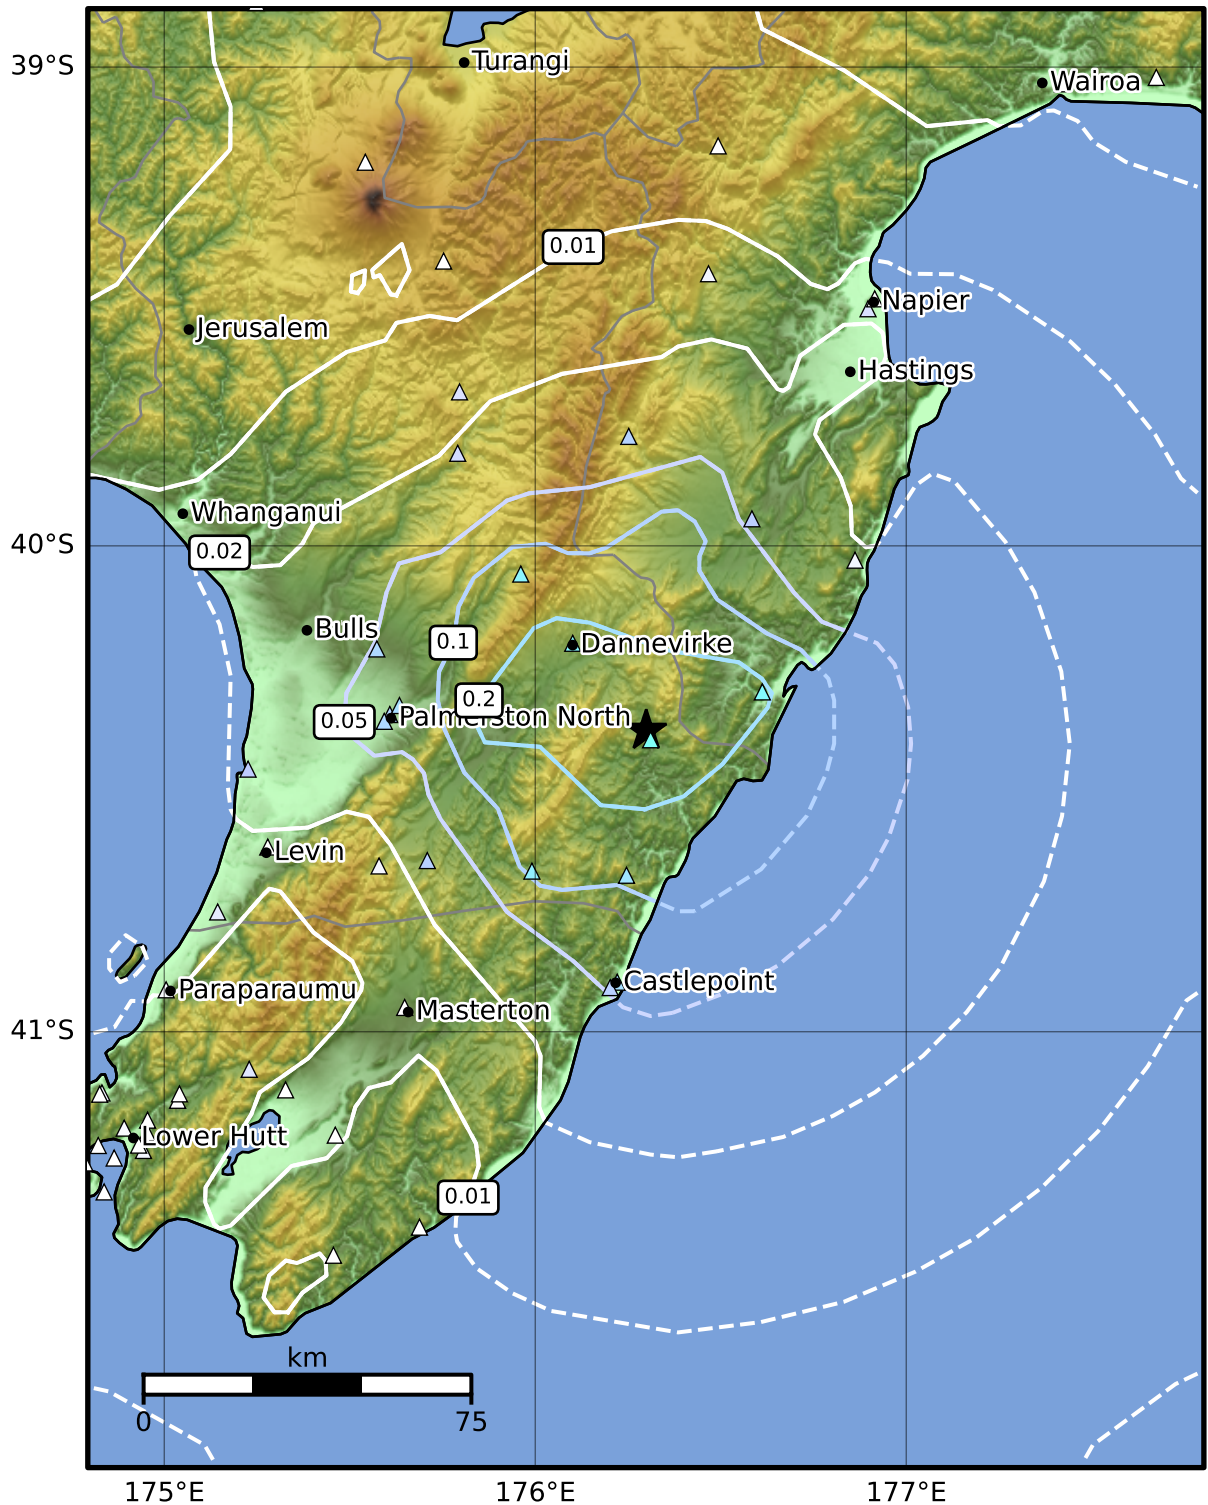 39°S
Turangi
Wairoa
0.01
Napier
Jerusalem
Hastings
Whanganui
40°S
0.02
Bulls
0.1
Dannevirke
0.2
0.05
Palmerston North
Levin
Castlepoint
Paraparaumu
Masterton
41°S
Lower Hutt
0.01
km
0
75
175°E
176°E
177°E